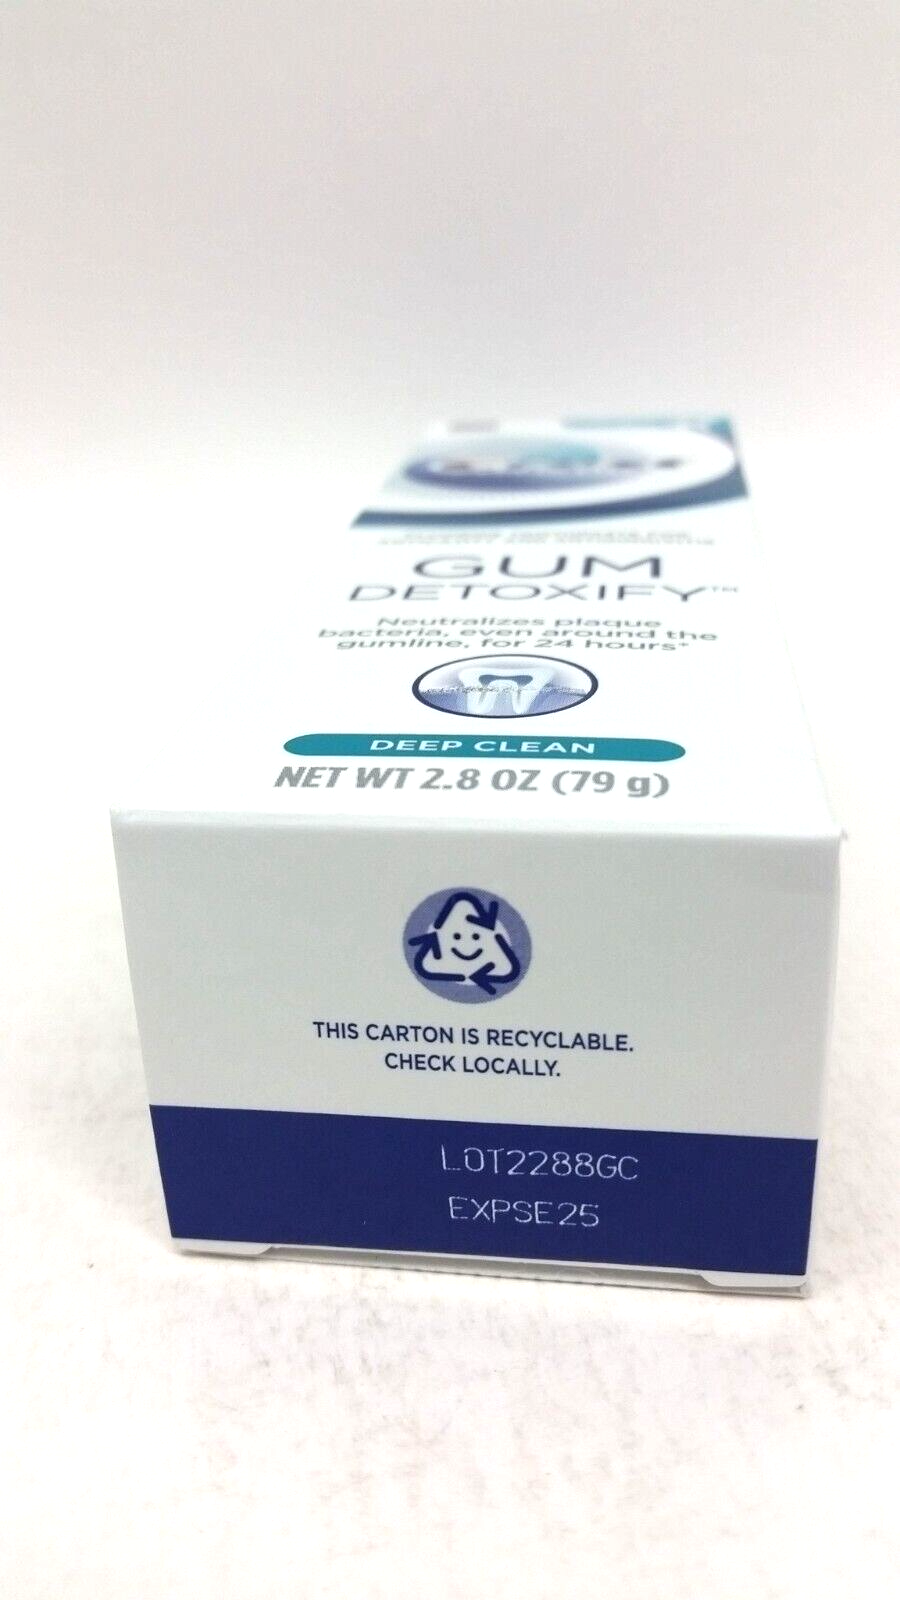 GUM
DETOXIFY™
Neutralizes plaque
bacteria, even around the
gumline, for 24 hours*
DEEP CLEAN
NET WT 2.8 OZ (79 g)
THIS CARTON IS RECYCLABLE.
CHECK LOCALLY.
LOT2288GC
EXPSE25